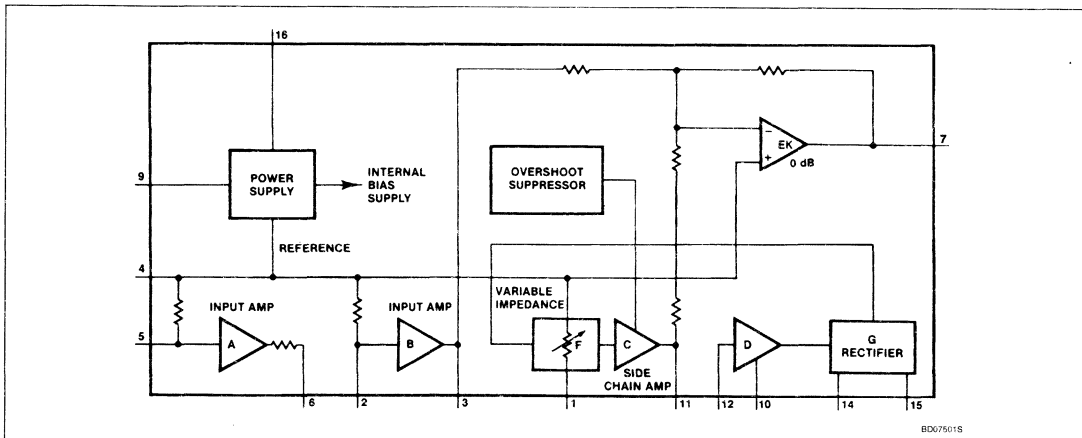 16
7
EK
−
+
0 dB
OVERSHOOT
SUPPRESSOR
POWER
SUPPLY
INTERNAL
BIAS
SUPPLY
9
REFERENCE
4
VARIABLE
IMPEDANCE
INPUT AMP
INPUT AMP
5
A
B
F
C
D
G
RECTIFIER
SIDE
CHAIN AMP
6
2
3
1
11
12
10
14
15
BD07501S